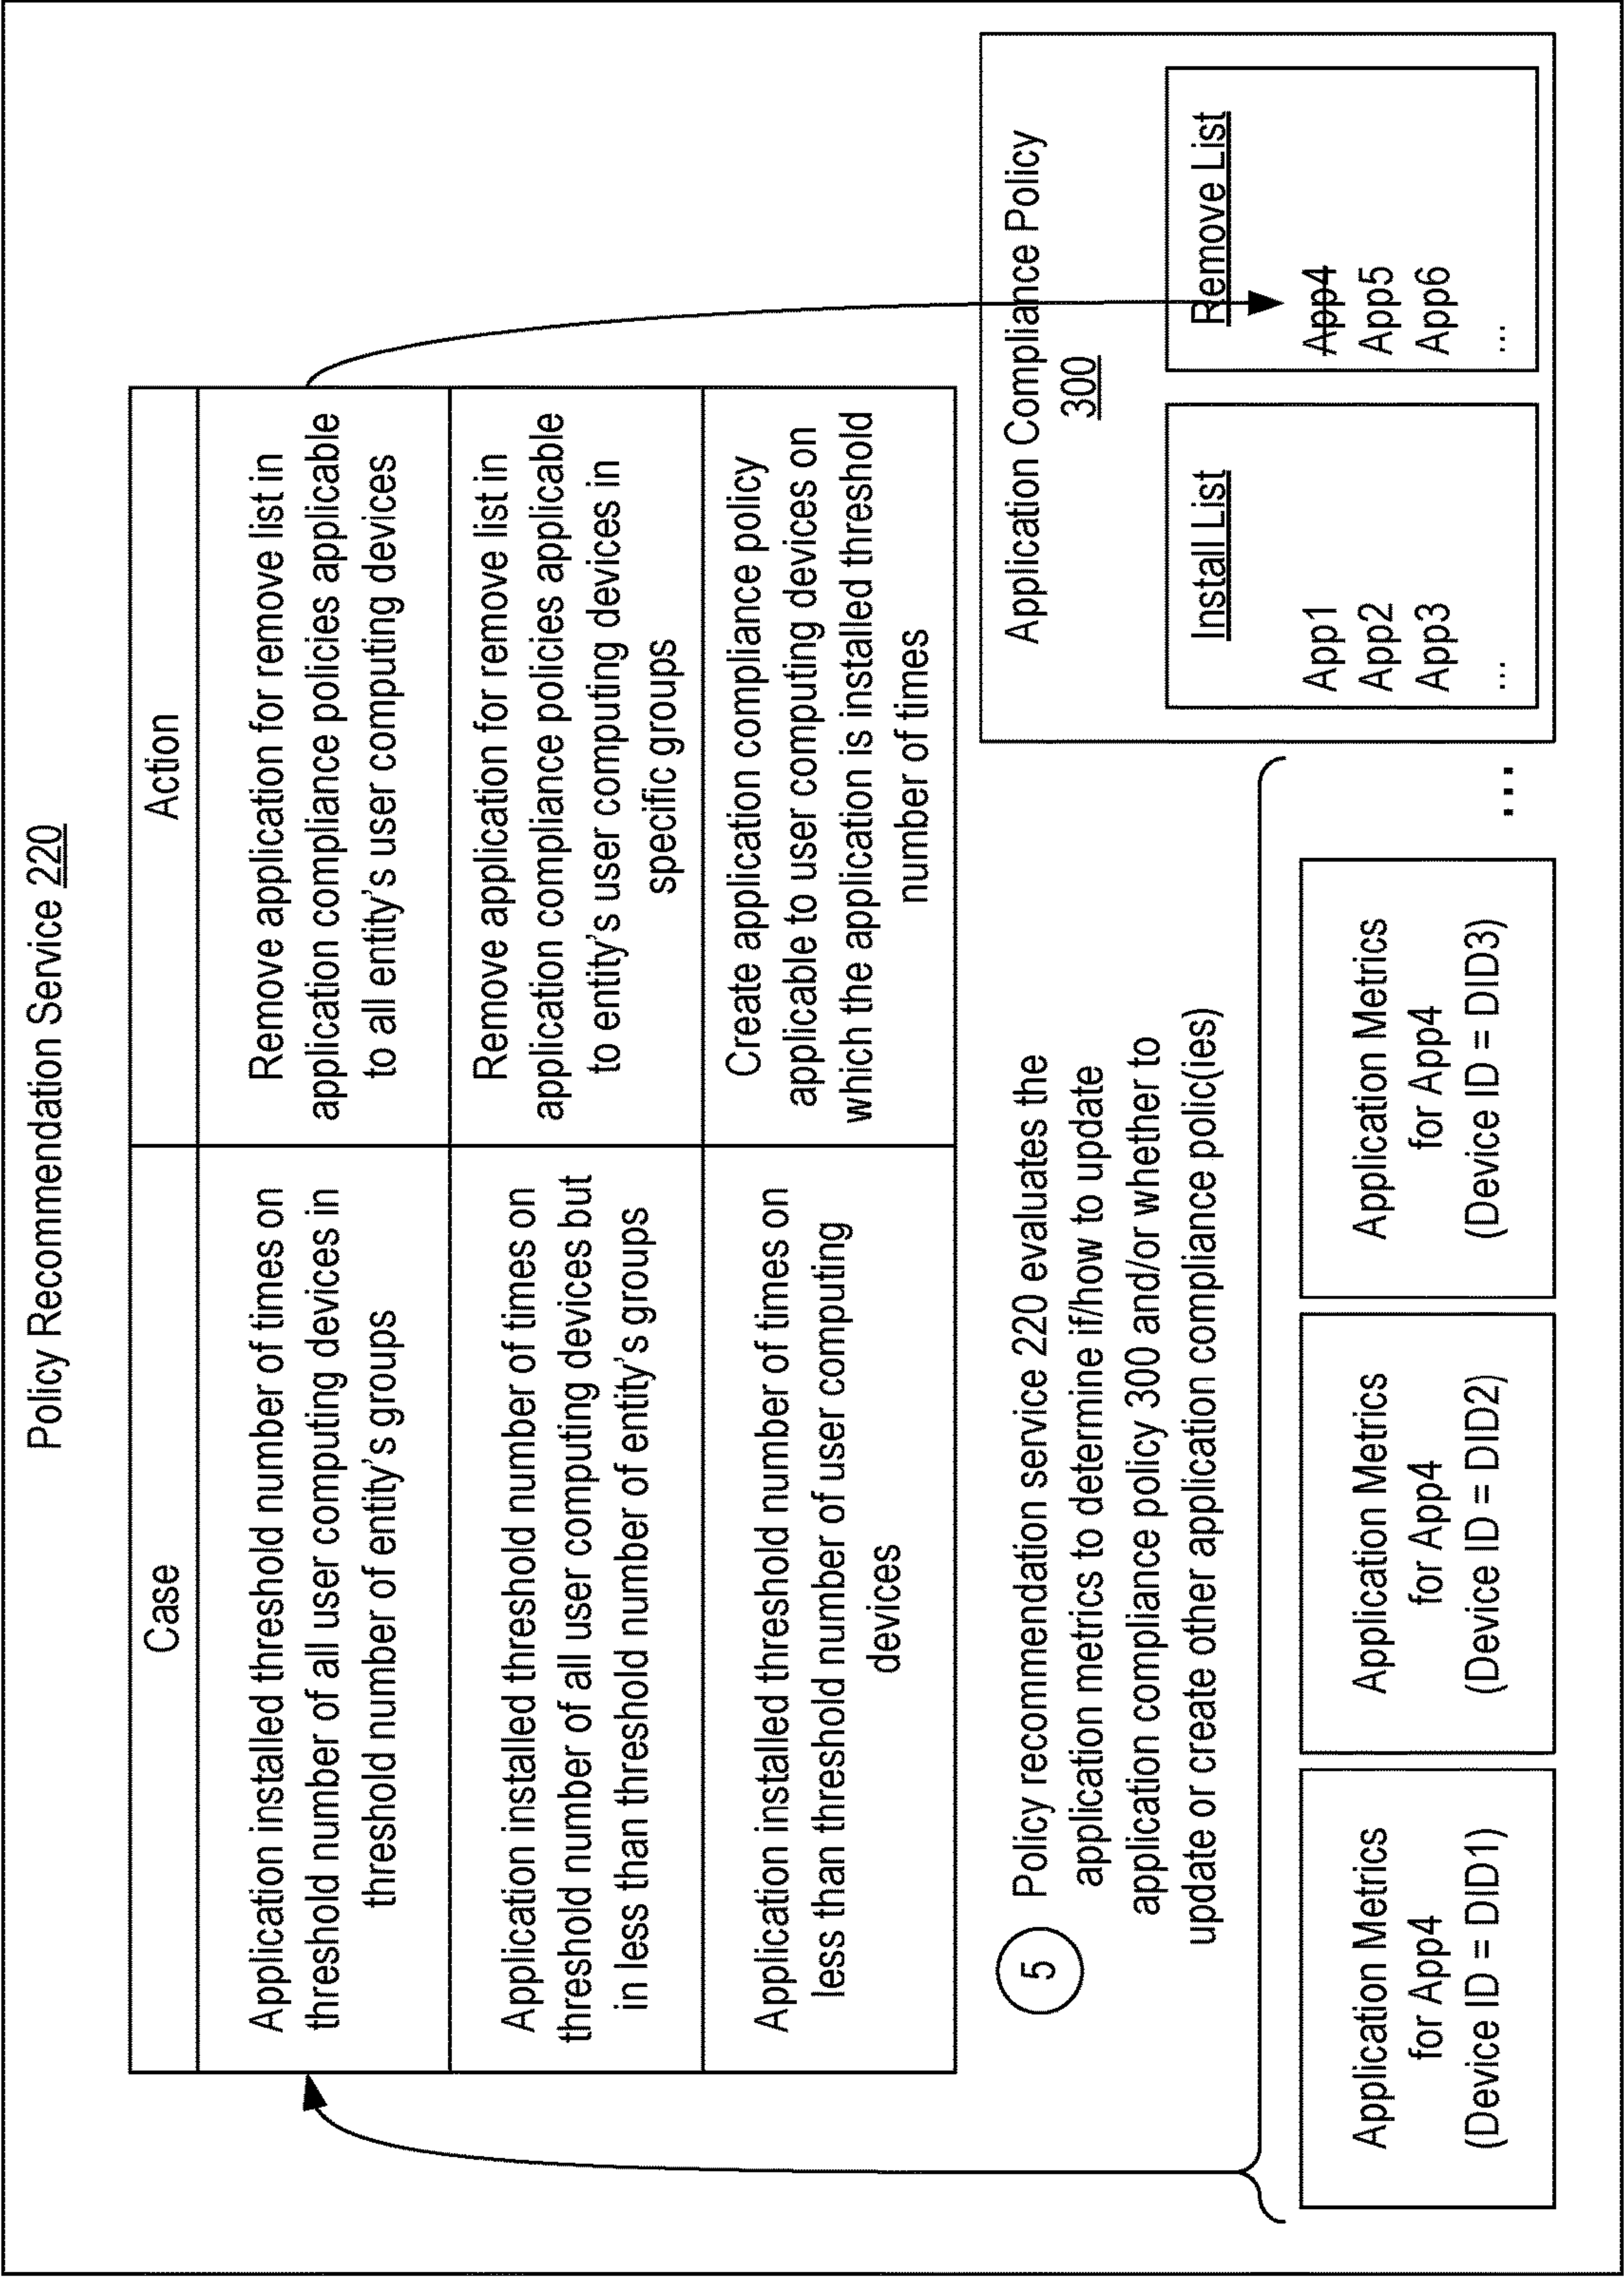 Policy Recommendation Service 220
Case
Action
Application installed threshold number of times on
threshold number of all user computing devices in
threshold number of entity's groups
Remove application for remove list in
application compliance policies applicable
to all entity's user computing devices
Application installed threshold number of times on
threshold number of all user computing devices but
in less than threshold number of entity's groups
Remove application for remove list in
application compliance policies applicable
to entity's user computing devices in
specific groups
Application installed threshold number of times on
less than threshold number of user computing
devices
Create application compliance policy
applicable to user computing devices on
which the application is installed threshold
number of times
5
Policy recommendation service 220 evaluates the
application metrics to determine if/how to update
application compliance policy 300 and/or whether to
update or create other application compliance polic(ies)
Application Metrics
for App4
(Device ID = DID1)
Application Metrics
for App4
(Device ID = DID2)
Application Metrics
for App4
(Device ID = DID3)
...
Application Compliance Policy
300
Install List
App1
App2
App3
...
Remove List
App4
App5
App6
...